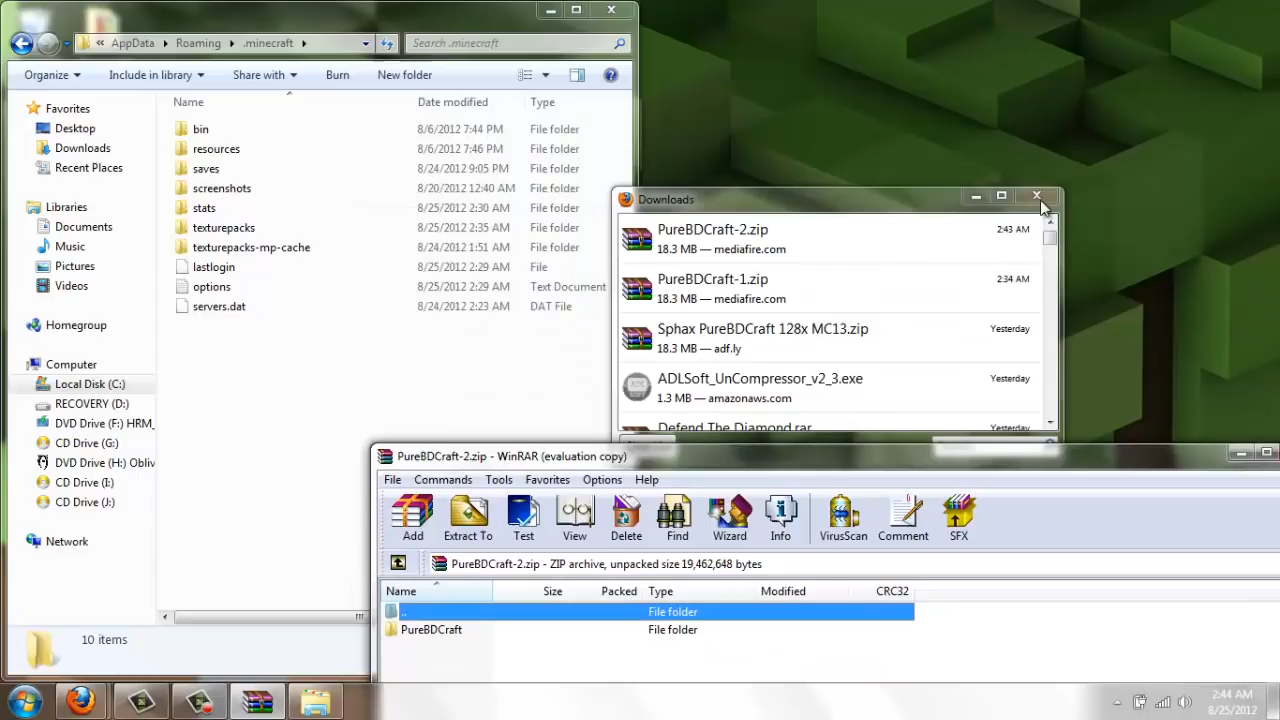 AppData Roaming .minecraft Search .minecraft
Organize Include in library Share with Burn New folder
Name Date modified Type
Favorites
Desktop
Downloads
Recent Places
Libraries
Documents
Music
Pictures
Videos
Homegroup
Computer
Local Disk (C:)
RECOVERY (D:)
DVD Drive (F:) HRM_
CD Drive (G:)
DVD Drive (H:) Obliv
CD Drive (I:)
CD Drive (J:)
Network
bin 8/6/2012 7:44 PM File folder
resources 8/6/2012 7:46 PM File folder
saves 8/24/2012 9:05 PM File folder
screenshots 8/20/2012 12:40 AM File folder
stats 8/25/2012 2:30 AM File folder
texturepacks 8/25/2012 2:35 AM File folder
texturepacks-mp-cache 8/24/2012 1:51 AM File folder
lastlogin 8/25/2012 2:29 AM File
options 8/25/2012 2:29 AM Text Document
servers.dat 8/24/2012 2:23 AM DAT File
10 items
Downloads
PureBDCraft-2.zip 2:43 AM
18.3 MB — mediafire.com
PureBDCraft-1.zip 2:34 AM
18.3 MB — mediafire.com
Sphax PureBDCraft 128x MC13.zip Yesterday
18.3 MB — adf.ly
ADLSoft_UnCompressor_v2_3.exe Yesterday
1.3 MB — amazonaws.com
Defend The Diamond.rar Yesterday
PureBDCraft-2.zip - WinRAR (evaluation copy)
File Commands Tools Favorites Options Help
Add Extract To Test View Delete Find Wizard Info VirusScan Comment SFX
PureBDCraft-2.zip - ZIP archive, unpacked size 19,462,648 bytes
Name Size Packed Type Modified CRC32
.. File folder
PureBDCraft File folder
2:44 AM
8/25/2012